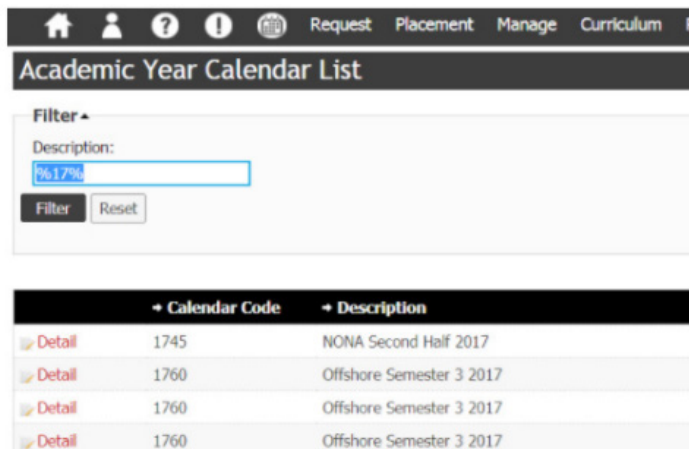 Request Placement Manage Curriculum
Academic Year Calendar List
Filter
Description:
%17%
Filter Reset
Calendar Code Description
Detail 1745 NONA Second Half 2017
Detail 1760 Offshore Semester 3 2017
Detail 1760 Offshore Semester 3 2017
Detail 1760 Offshore Semester 3 2017